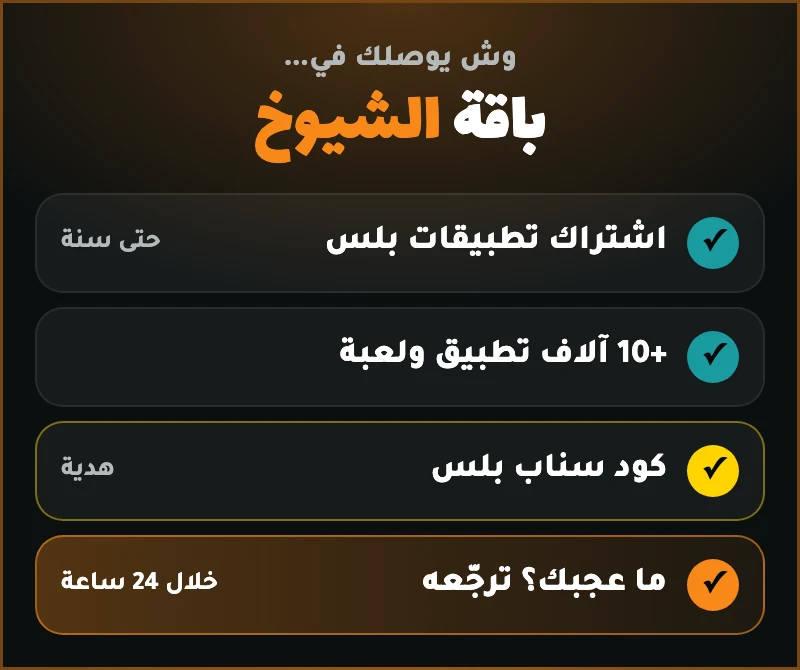 وش يوصلك في...
باقة الشيوخ
اشتراك تطبيقات بلس حتى سنة
+10 آلاف تطبيق ولعبة
كود سناب بلس هدية
ما عجبك؟ ترجّعه خلال 24 ساعة